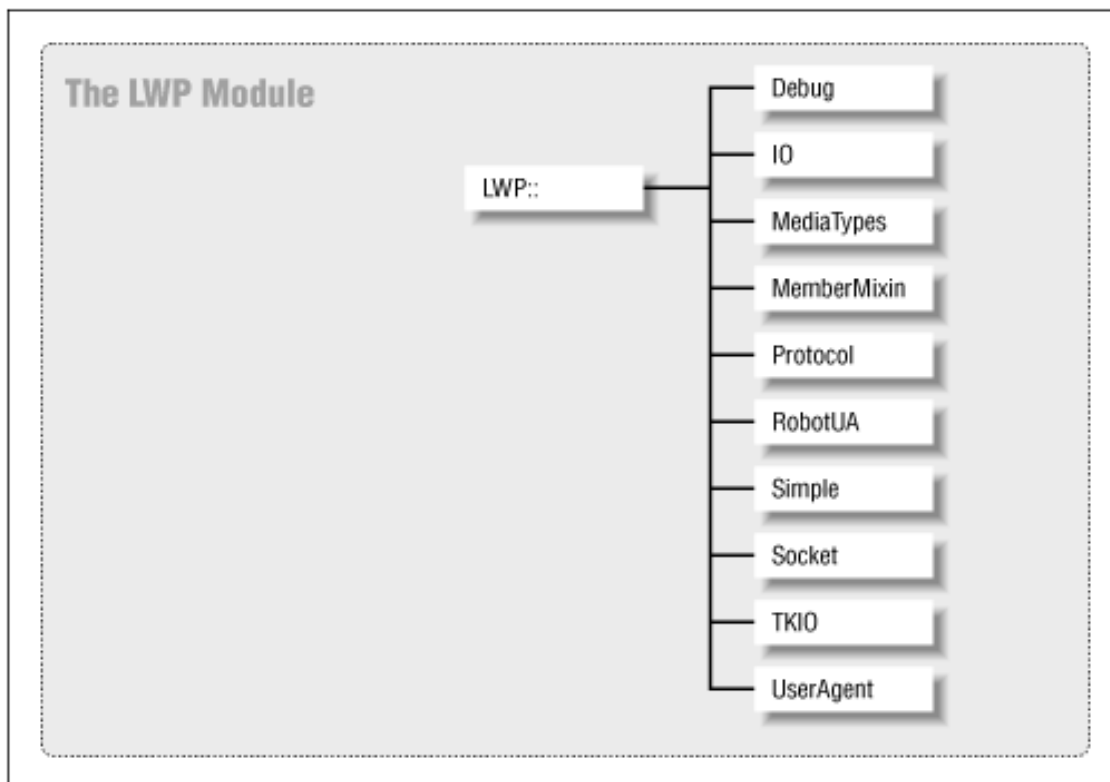 The LWP Module
Debug
IO
LWP::
MediaTypes
MemberMixin
Protocol
RobotUA
Simple
Socket
TKIO
UserAgent